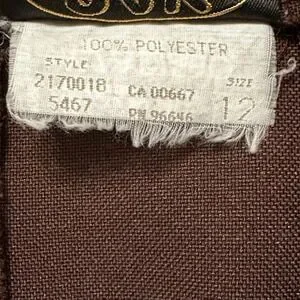 100% POLYESTER
STYLE:
2170018 CA 00667 SIZE
5467 RN 96646 12